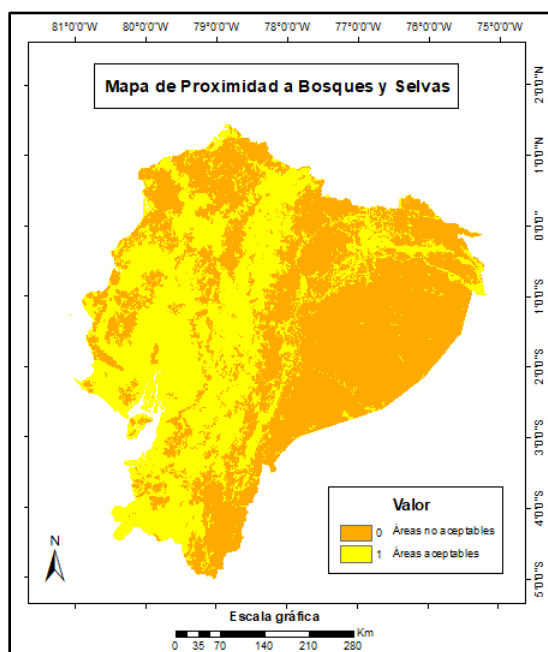 81°0'0"W 80°0'0"W 79°0'0"W 78°0'0"W 77°0'0"W 76°0'0"W 75°0'0"W
Mapa de Proximidad a Bosques y Selvas
2°0'0"N
1°0'0"N
0°0'0"
1°0'0"S
2°0'0"S
3°0'0"S
4°0'0"S
5°0'0"S
Valor
0 Áreas no aceptables
1 Áreas aceptables
N
Escala gráfica
Km
0 35 70 140 210 280